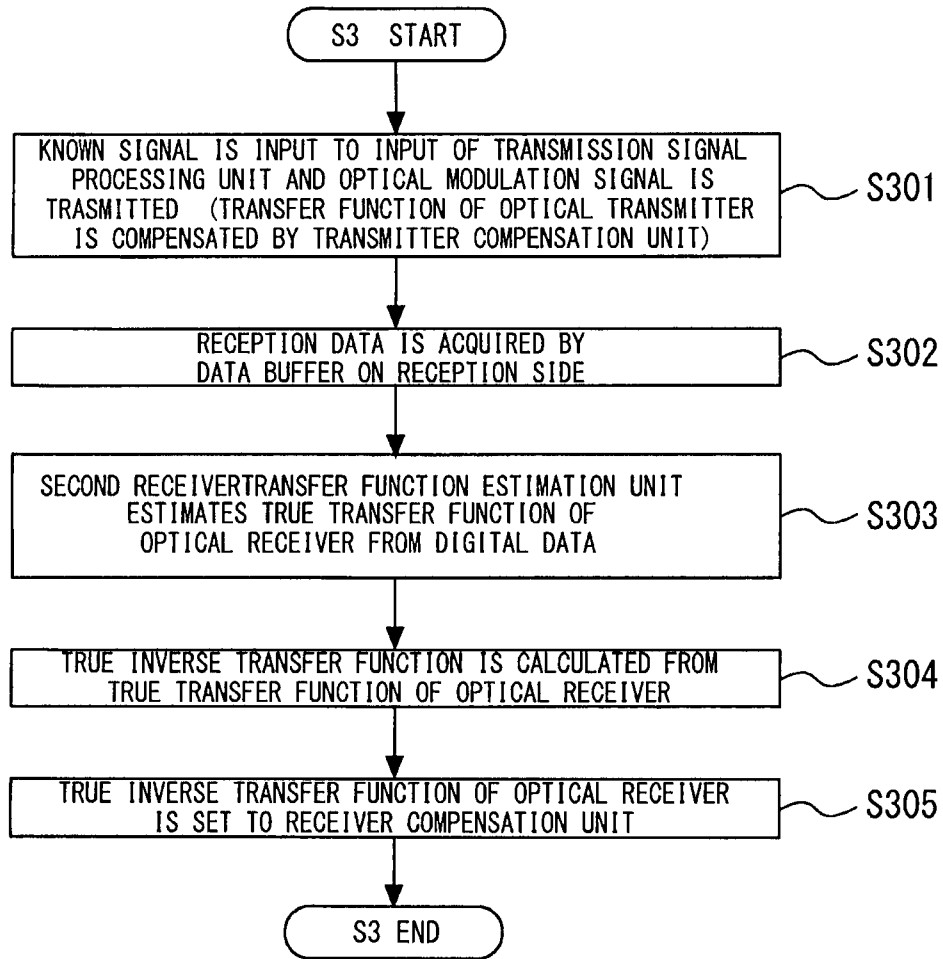 S3 START
KNOWN SIGNAL IS INPUT TO INPUT OF TRANSMISSION SIGNAL
PROCESSING UNIT AND OPTICAL MODULATION SIGNAL IS
TRASMITTED (TRANSFER FUNCTION OF OPTICAL TRANSMITTER
IS COMPENSATED BY TRANSMITTER COMPENSATION UNIT)
S301
RECEPTION DATA IS ACQUIRED BY
DATA BUFFER ON RECEPTION SIDE
S302
SECOND RECEIVERTRANSFER FUNCTION ESTIMATION UNIT
ESTIMATES TRUE TRANSFER FUNCTION OF
OPTICAL RECEIVER FROM DIGITAL DATA
S303
TRUE INVERSE TRANSFER FUNCTION IS CALCULATED FROM
TRUE TRANSFER FUNCTION OF OPTICAL RECEIVER
S304
TRUE INVERSE TRANSFER FUNCTION OF OPTICAL RECEIVER
IS SET TO RECEIVER COMPENSATION UNIT
S305
S3 END